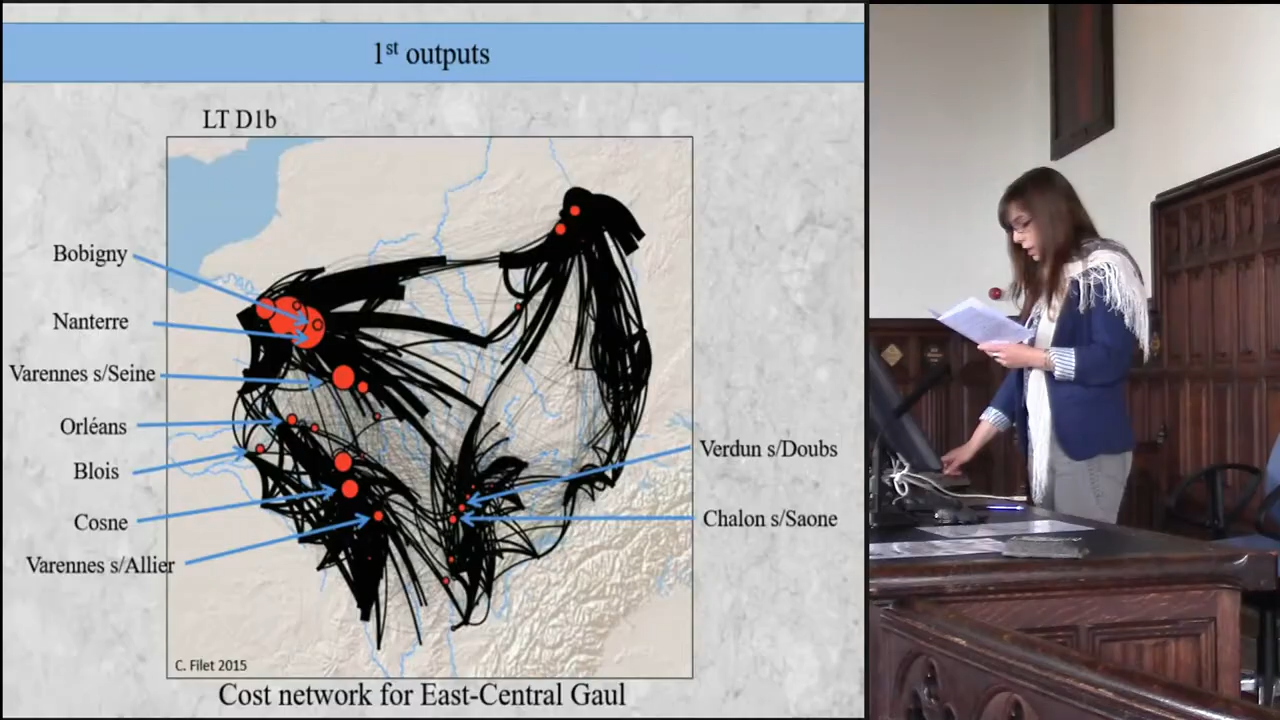 1st outputs
LT D1b
Bobigny
Nanterre
Varennes s/Seine
Orléans
Blois
Cosne
Varennes s/Allier
Verdun s/Doubs
Chalon s/Saone
C. Filet 2015
Cost network for East-Central Gaul